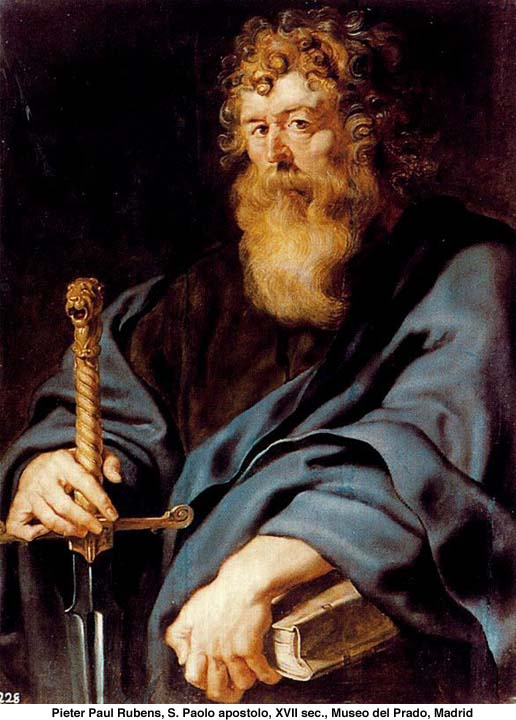 228
Pieter Paul Rubens, S. Paolo apostolo, XVII sec., Museo del Prado, Madrid